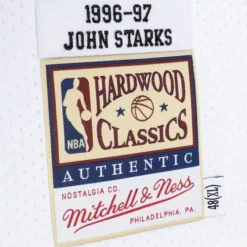 1996-97
JOHN STARKS
NBA
HARDWOOD
CLASSICS
AUTHENTIC
NOSTALGIA CO.
Mitchell & Ness
PHILADELPHIA, PA.
48(XL)